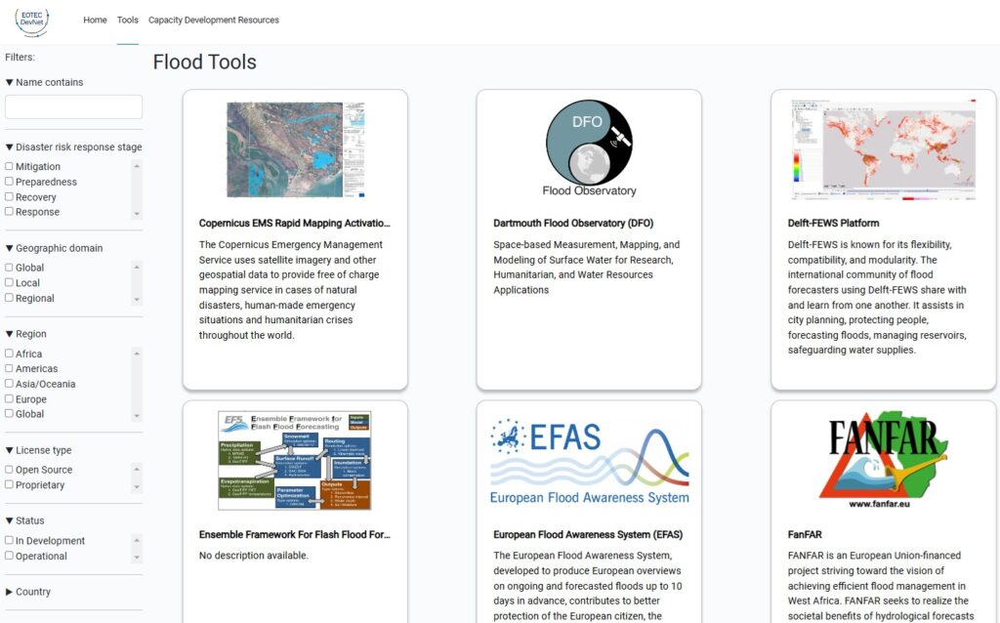 EOTEC
DevNet
Home
Tools
Capacity Development Resources
Filters:
Name contains
Disaster risk response stage
Mitigation
Preparedness
Recovery
Response
Geographic domain
Global
Local
Regional
Region
Africa
Americas
Asia/Oceania
Europe
Global
License type
Open Source
Proprietary
Status
In Development
Operational
Country
Flood Tools
Copernicus EMS Rapid Mapping Activatio...
The Copernicus Emergency Management
Service uses satellite imagery and other
geospatial data to provide free of charge
mapping service in cases of natural
disasters, human-made emergency
situations and humanitarian crises
throughout the world.
DFO
Flood Observatory
Dartmouth Flood Observatory (DFO)
Space-based Measurement, Mapping, and
Modeling of Surface Water for Research,
Humanitarian, and Water Resources
Applications
Delft-FEWS Platform
Delft-FEWS is known for its flexibility,
compatibility, and modularity. The
international community of flood
forecasters using Delft-FEWS share with
and learn from one another. It assists in
city planning, protecting people,
forecasting floods, managing reservoirs,
safeguarding water supplies.
EF5
Ensemble Framework for
Flash Flood Forecasting
Inputs
Model
Outputs
Precipitation
Snowmelt
Routing
Surface Runoff
Inundation
Evapotranspiration
Parameter
Optimization
Outputs
Ensemble Framework For Flash Flood For...
No description available.
EFAS
European Flood Awareness System
European Flood Awareness System (EFAS)
The European Flood Awareness System,
developed to produce European overviews
on ongoing and forecasted floods up to 10
days in advance, contributes to better
protection of the European citizen, the
FANFAR
www.fanfar.eu
FanFAR
FANFAR is an European Union-financed
project striving toward the vision of
achieving efficient flood management in
West Africa. FANFAR seeks to realize the
societal benefits of hydrological forecasts